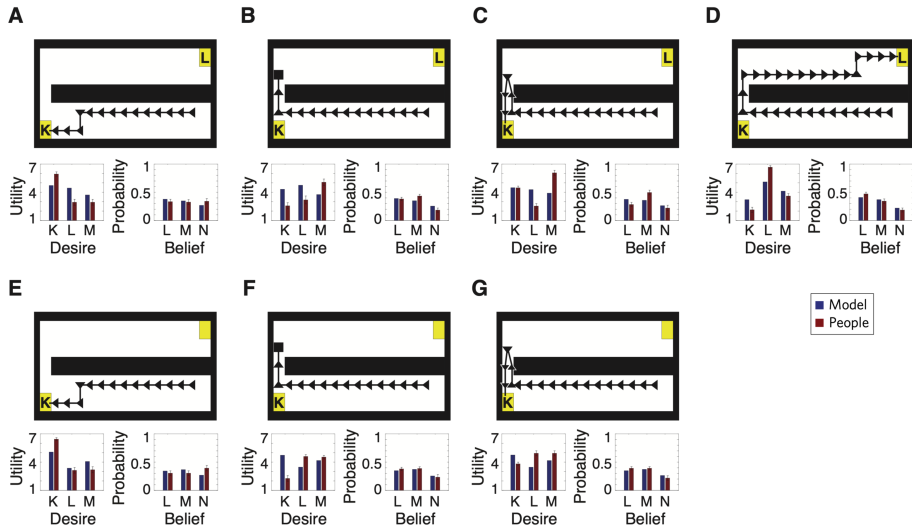 A
B
C
D
L
K
L
K
L
K
L
K
Utility
7
4
1
K L M
Desire
Probability
1
0.5
0
L M N
Belief
Utility
7
4
1
K L M
Desire
Probability
1
0.5
0
L M N
Belief
Utility
7
4
1
K L M
Desire
Probability
1
0.5
0
L M N
Belief
Utility
7
4
1
K L M
Desire
Probability
1
0.5
0
L M N
Belief
E
F
G
K
K
K
Model
People
Utility
7
4
1
K L M
Desire
Probability
1
0.5
0
L M N
Belief
Utility
7
4
1
K L M
Desire
Probability
1
0.5
0
L M N
Belief
Utility
7
4
1
K L M
Desire
Probability
1
0.5
0
L M N
Belief